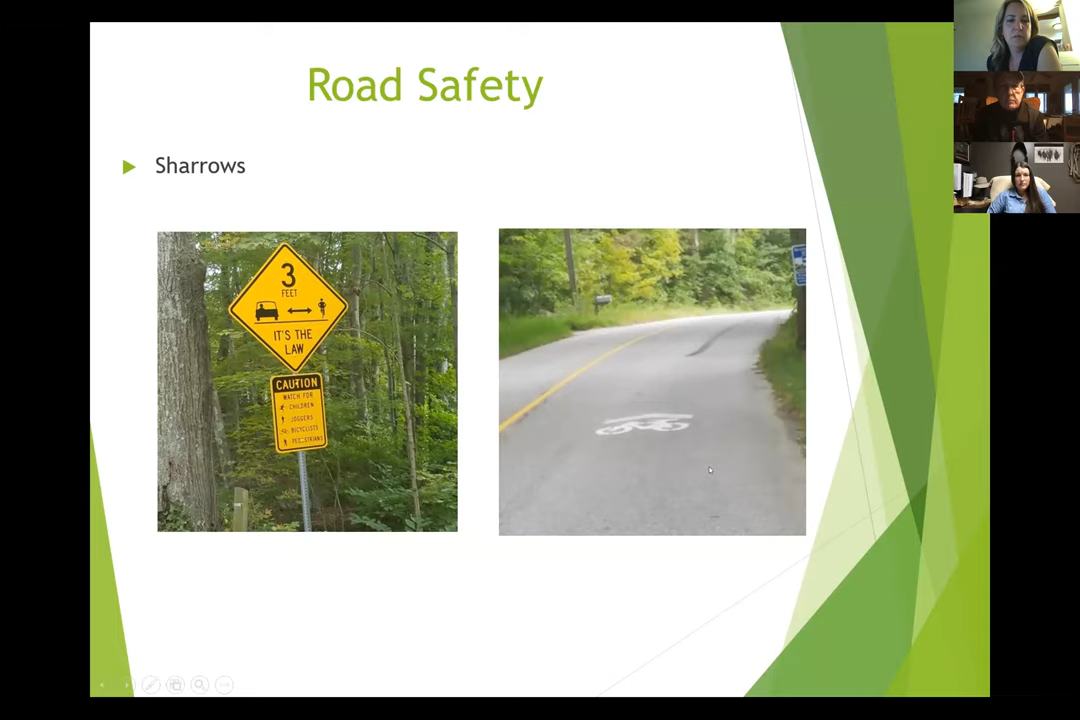 Road Safety
Sharrows
3
FEET
IT'S THE
LAW
CAUTION
WATCH FOR
CHILDREN
JOGGERS
BICYCLISTS
PEDESTRIANS